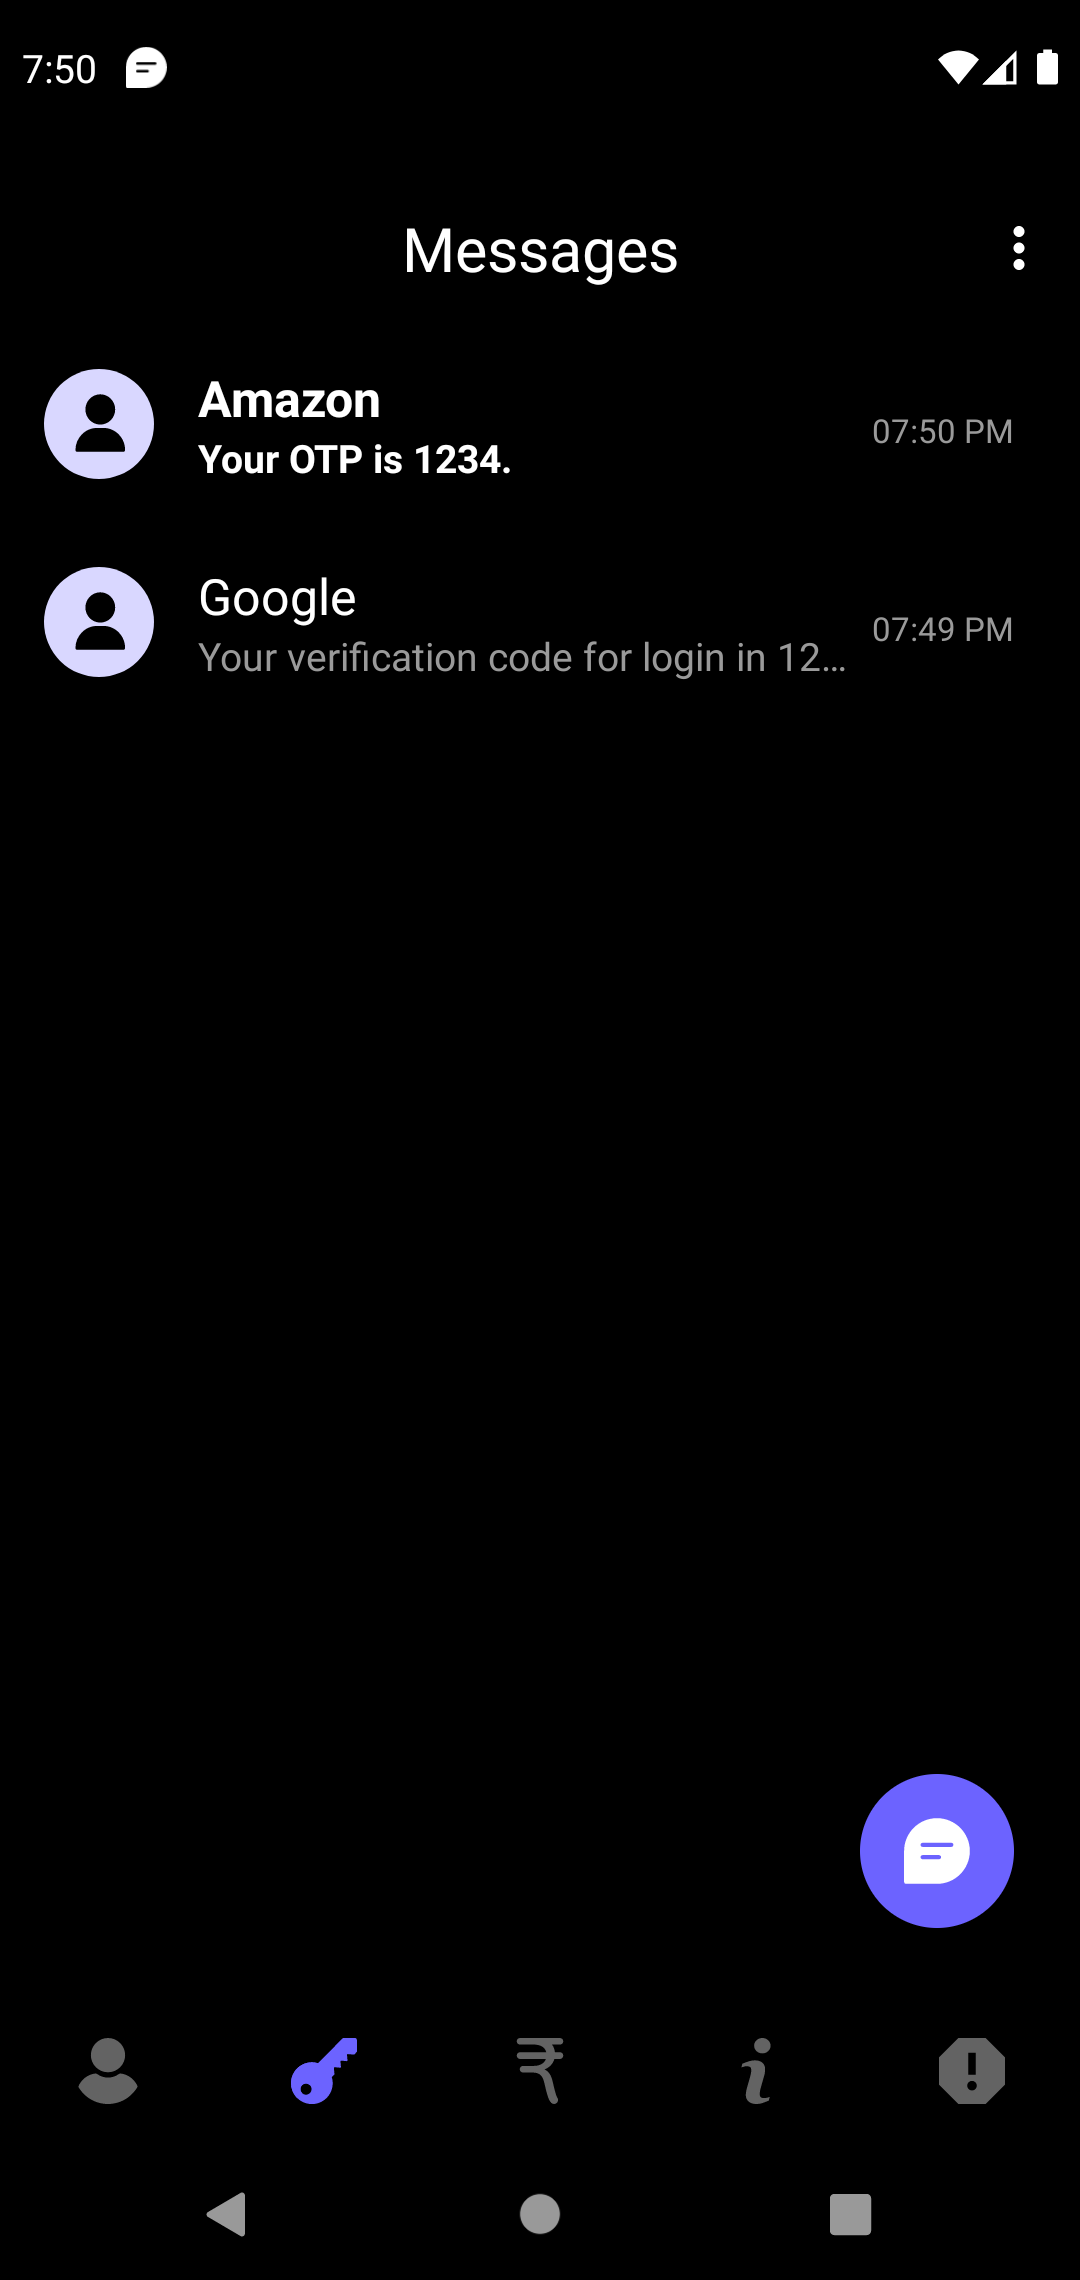 7:50
Messages
Amazon
Your OTP is 1234.
07:50 PM
Google
Your verification code for login in 12...
07:49 PM